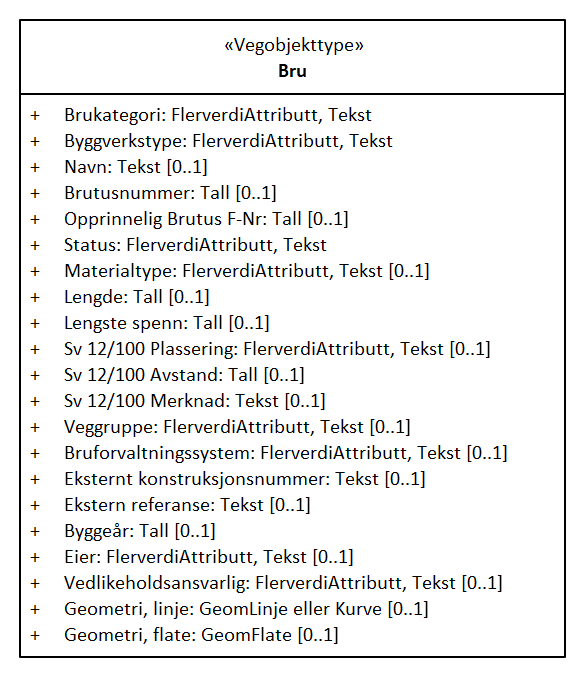 «Vegobjekttype»
Bru
+ Brukategori: FlerverdiAttributt, Tekst
+ Byggverkstype: FlerverdiAttributt, Tekst
+ Navn: Tekst [0..1]
+ Brutusnummer: Tall [0..1]
+ Opprinnelig Brutus F-Nr: Tall [0..1]
+ Status: FlerverdiAttributt, Tekst
+ Materialtype: FlerverdiAttributt, Tekst [0..1]
+ Lengde: Tall [0..1]
+ Lengste spenn: Tall [0..1]
+ Sv 12/100 Plassering: FlerverdiAttributt, Tekst [0..1]
+ Sv 12/100 Avstand: Tall [0..1]
+ Sv 12/100 Merknad: Tekst [0..1]
+ Veggruppe: FlerverdiAttributt, Tekst [0..1]
+ Bruforvaltningssystem: FlerverdiAttributt, Tekst [0..1]
+ Eksternt konstruksjonsnummer: Tekst [0..1]
+ Ekstern referanse: Tekst [0..1]
+ Byggeår: Tall [0..1]
+ Eier: FlerverdiAttributt, Tekst [0..1]
+ Vedlikeholdsansvarlig: FlerverdiAttributt, Tekst [0..1]
+ Geometri, linje: GeomLinje eller Kurve [0..1]
+ Geometri, flate: GeomFlate [0..1]